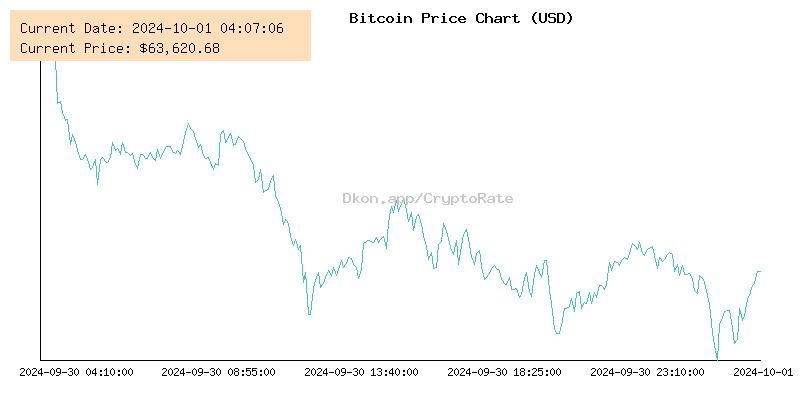 Bitcoin Price Chart (USD)
Current Date: 2024-10-01 04:07:06
Current Price: $63,620.68
Dkon.app/CryptoRate
2024-09-30 04:10:00 2024-09-30 08:55:00 2024-09-30 13:40:00 2024-09-30 18:25:00 2024-09-30 23:10:00 2024-10-01